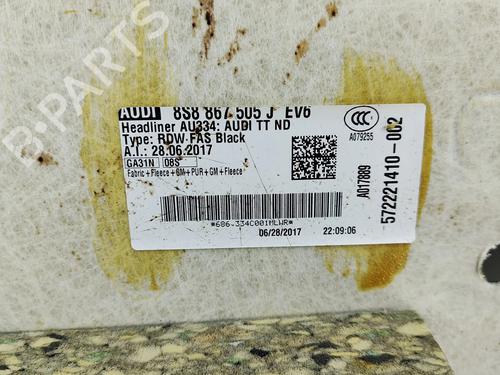 AUDI 8S8 867 505 J EV6
Headliner AU334: AUDI TT ND
Type: RDW-FAS Black
A.I.: 28.06.2017
GA31N 08S
Fabric+Fleece+GM+PUR+GM+Fleece
*686-334C001MLWR*
06/28/2017 22:09:06
CCC
A079255
A017889
572221410-002
B PARTS